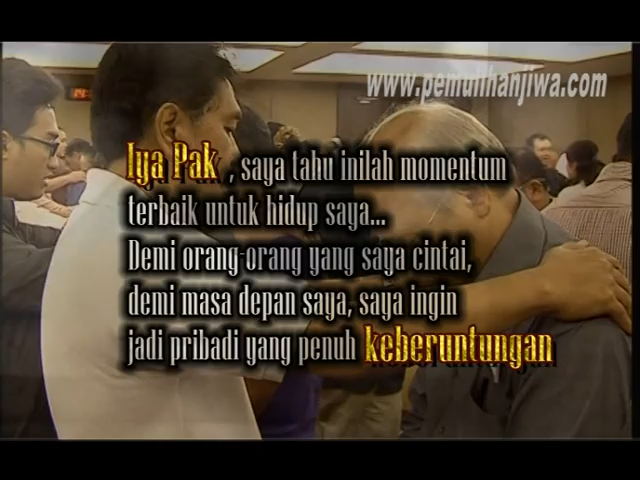 www.pemulihanjiwa.com
Iya Pak , saya tahu inilah momentum
terbaik untuk hidup saya...
Demi orang-orang yang saya cintai,
demi masa depan saya, saya ingin
jadi pribadi yang penuh keberuntungan